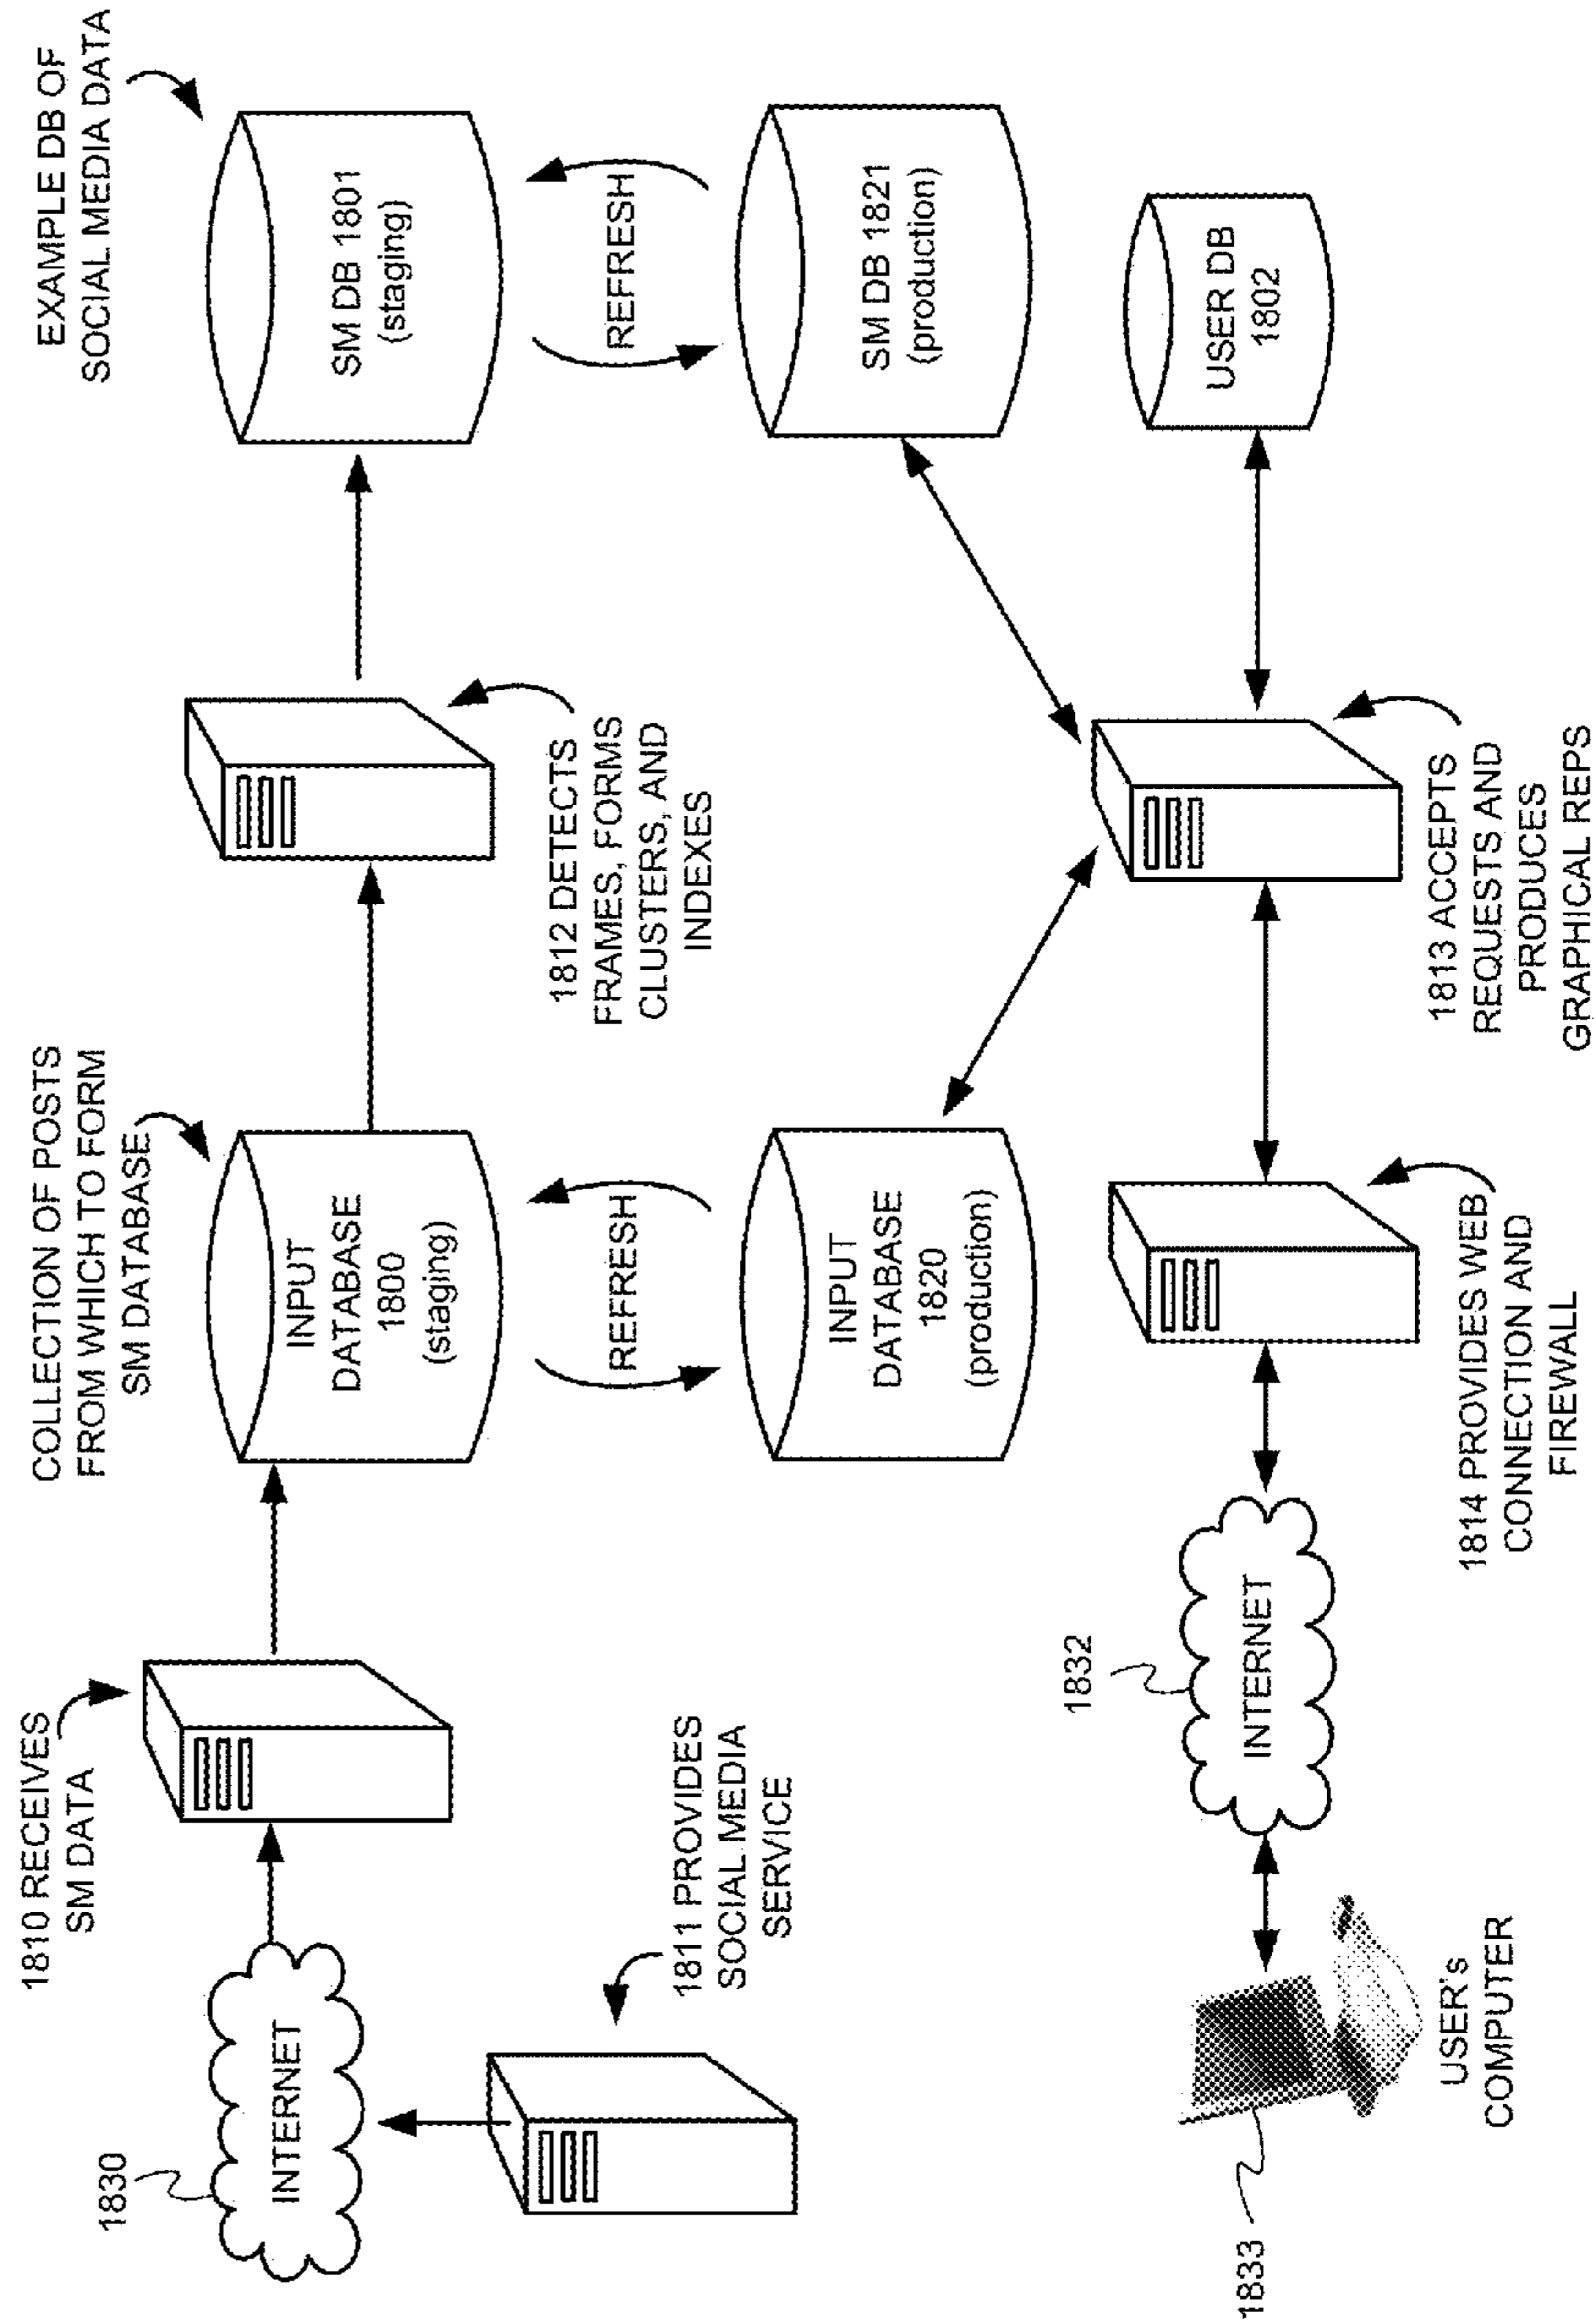 1830
INTERNET
1810 RECEIVES
SM DATA
1811 PROVIDES
SOCIAL MEDIA
SERVICE
COLLECTION OF POSTS
FROM WHICH TO FORM
SM DATABASE
INPUT
DATABASE
1800
(staging)
1812 DETECTS
FRAMES, FORMS
CLUSTERS, AND
INDEXES
EXAMPLE DB OF
SOCIAL MEDIA DATA
SM DB 1801
(staging)
REFRESH
REFRESH
INPUT
DATABASE
1820
(production)
SM DB 1821
(production)
1833
USER's
COMPUTER
1832
INTERNET
1814 PROVIDES WEB
CONNECTION AND
FIREWALL
1813 ACCEPTS
REQUESTS AND
PRODUCES
GRAPHICAL REPS
USER DB
1802